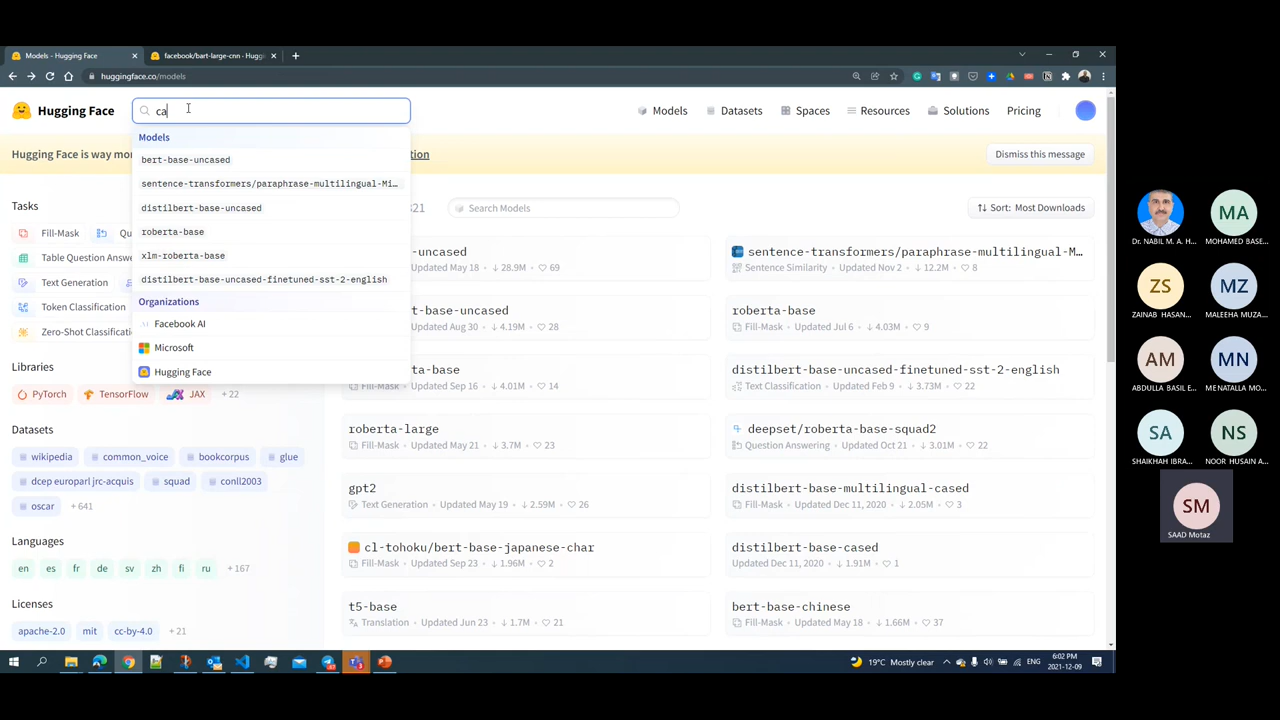 Models - Hugging Face
facebook/bart-large-cnn · Huggi
huggingface.co/models
Hugging Face
ca
Models
Datasets
Spaces
Resources
Solutions
Pricing
Hugging Face is way mor
tion
Dismiss this message
Models
bert-base-uncased
sentence-transformers/paraphrase-multilingual-Mi...
distilbert-base-uncased
roberta-base
xlm-roberta-base
distilbert-base-uncased-finetuned-sst-2-english
Organizations
Facebook AI
Microsoft
Hugging Face
Tasks
Fill-Mask
Qu
Table Question Answe
Text Generation
Token Classification
Zero-Shot Classificati
Libraries
PyTorch
TensorFlow
JAX
+ 22
Datasets
wikipedia
common_voice
bookcorpus
glue
dcep europarl jrc-acquis
squad
conll2003
oscar
+ 641
Languages
en es fr de sv zh fi ru + 167
Licenses
apache-2.0 mit cc-by-4.0 + 21
21
Search Models
Sort: Most Downloads
-uncased
Updated May 18 • ↓ 28.9M • ♡ 69
sentence-transformers/paraphrase-multilingual-M...
Sentence Similarity • Updated Nov 2 • ↓ 12.2M • ♡ 8
t-base-uncased
Updated Aug 30 • ↓ 4.19M • ♡ 28
roberta-base
Fill-Mask • Updated Jul 6 • ↓ 4.03M • ♡ 9
ta-base
Fill-Mask • Updated Sep 16 • ↓ 4.01M • ♡ 14
distilbert-base-uncased-finetuned-sst-2-english
Text Classification • Updated Feb 9 • ↓ 3.73M • ♡ 22
roberta-large
Fill-Mask • Updated May 21 • ↓ 3.7M • ♡ 23
deepset/roberta-base-squad2
Question Answering • Updated Oct 21 • ↓ 3.01M • ♡ 22
gpt2
Text Generation • Updated May 19 • ↓ 2.59M • ♡ 26
distilbert-base-multilingual-cased
Fill-Mask • Updated Dec 11, 2020 • ↓ 2.05M • ♡ 3
cl-tohoku/bert-base-japanese-char
Fill-Mask • Updated Sep 23 • ↓ 1.96M • ♡ 2
distilbert-base-cased
Updated Dec 11, 2020 • ↓ 1.91M • ♡ 1
t5-base
Translation • Updated Jun 23 • ↓ 1.7M • ♡ 21
bert-base-chinese
Fill-Mask • Updated May 18 • ↓ 1.66M • ♡ 37
19°C Mostly clear
ENG
6:02 PM
2021-12-09
Dr. NABIL M. A. H...
MA
MOHAMED BASE...
ZS
ZAINAB HASAN...
MZ
MALEEHA MUZA...
AM
ABDULLA BASIL E...
MN
MENATALLA MO...
SA
SHAIKHAH IBRA...
NS
NOOR HUSAIN A...
SM
SAAD Motaz